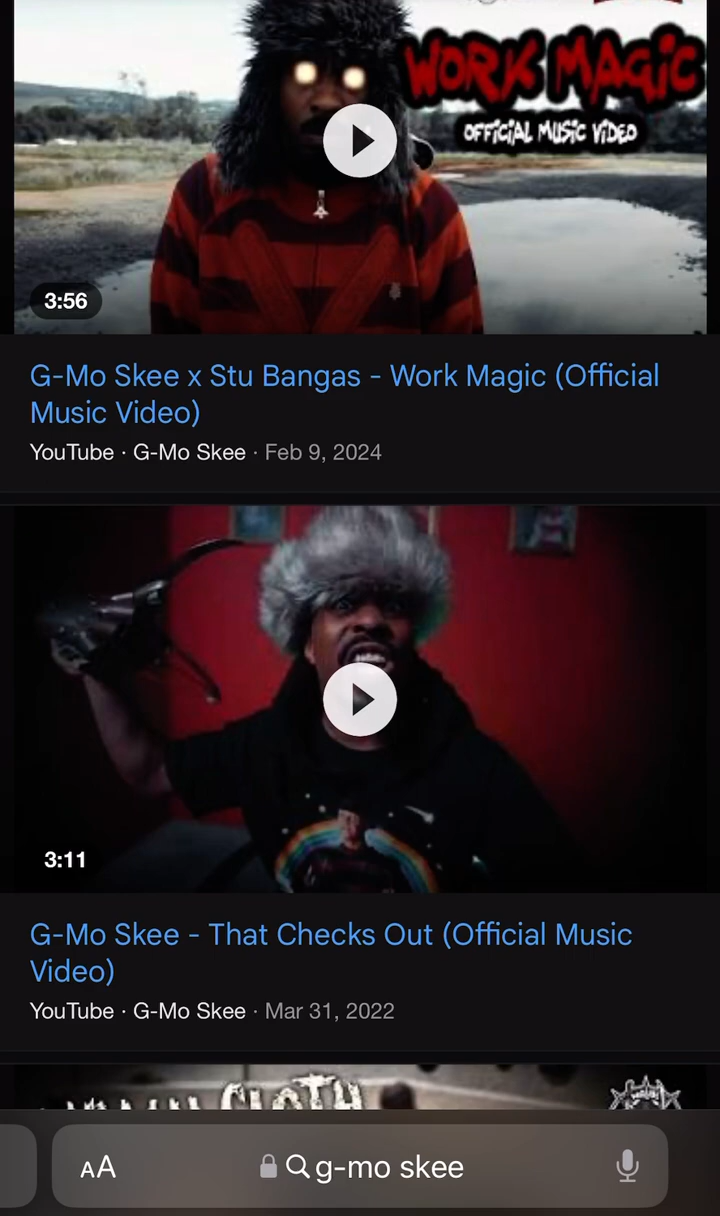 WORK MAGIC
OFFICIAL MUSIC VIDEO
3:56
G-Mo Skee x Stu Bangas - Work Magic (Official
Music Video)
YouTube · G-Mo Skee · Feb 9, 2024
3:11
G-Mo Skee - That Checks Out (Official Music
Video)
YouTube · G-Mo Skee · Mar 31, 2022
CLOTH
AA
g-mo skee